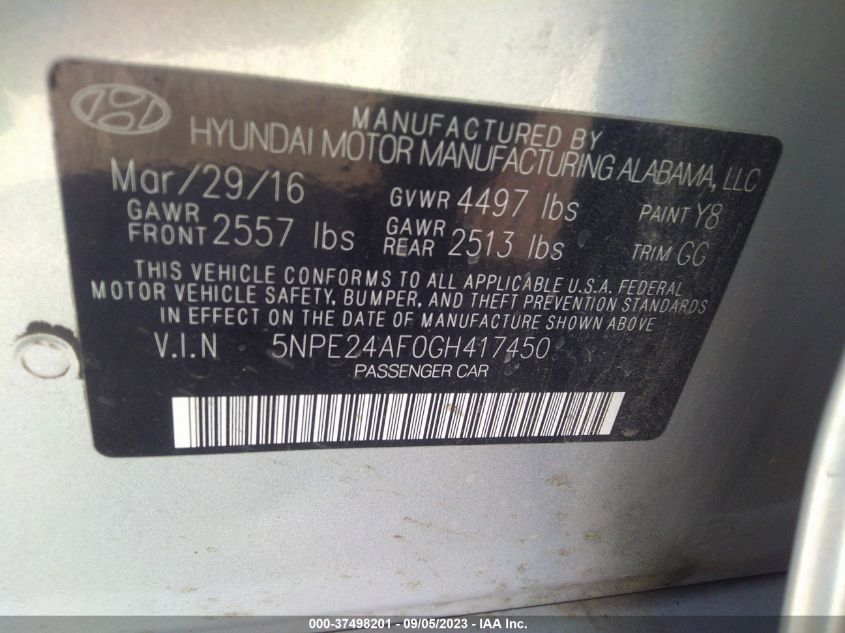 MANUFACTURED BY
HYUNDAI MOTOR MANUFACTURING ALABAMA, LLC
Mar/29/16 GVWR 4497 lbs PAINT Y8
GAWR FRONT 2557 lbs GAWR REAR 2513 lbs TRIM GG
THIS VEHICLE CONFORMS TO ALL APPLICABLE U.S.A. FEDERAL
MOTOR VEHICLE SAFETY, BUMPER, AND THEFT PREVENTION STANDARDS
IN EFFECT ON THE DATE OF MANUFACTURE SHOWN ABOVE
V.I.N 5NPE24AF0GH417450
PASSENGER CAR
000-37498201 - 09/05/2023 - IAA Inc.